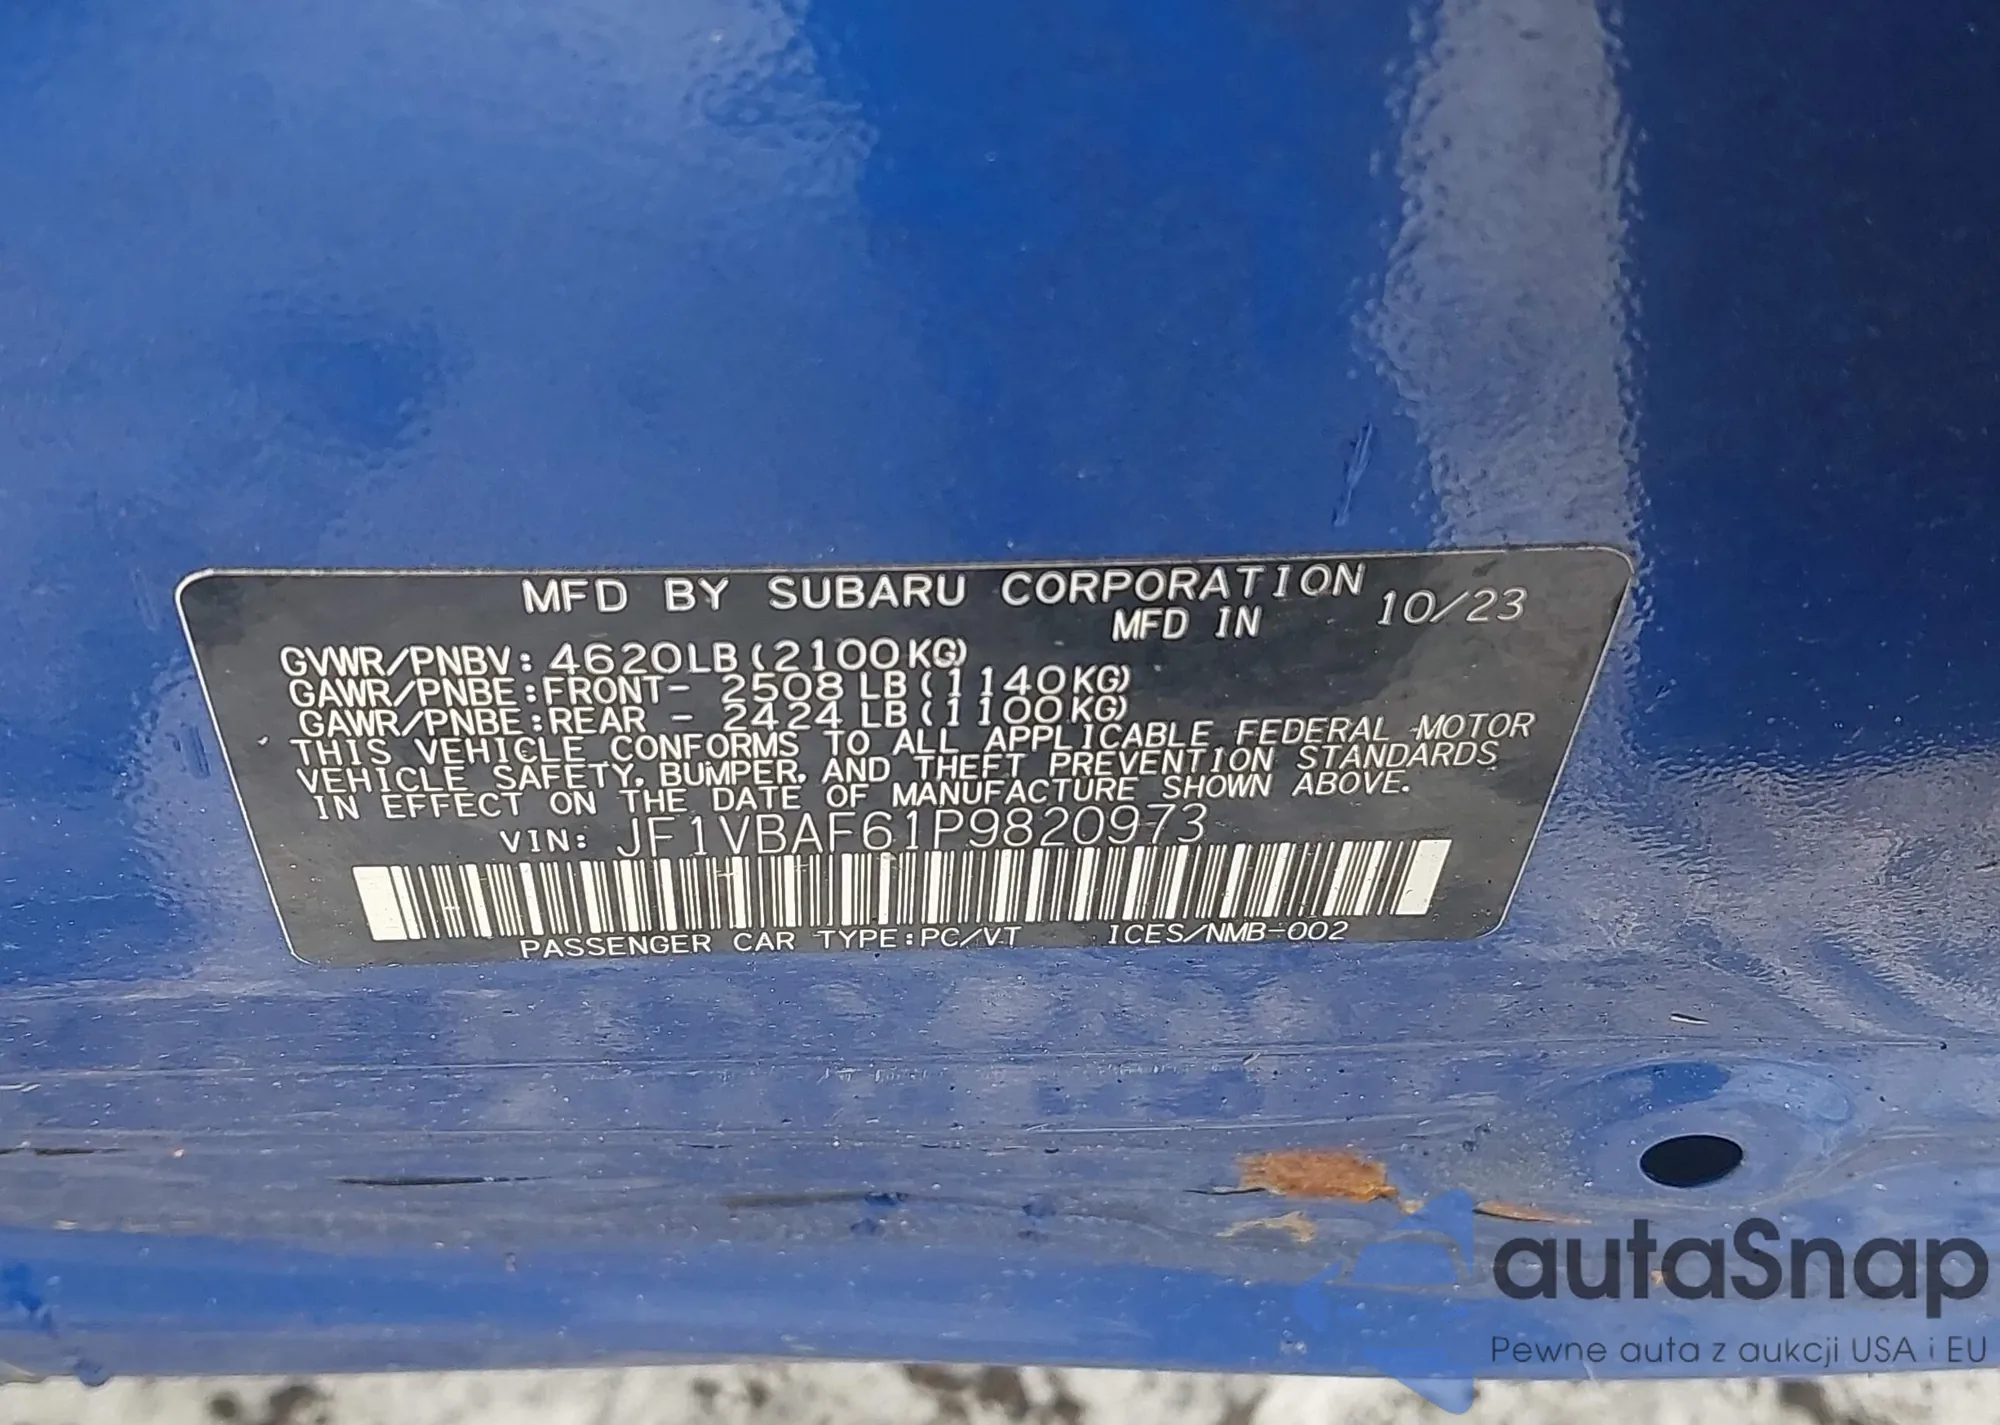 MFD BY SUBARU CORPORATION
MFD IN 10/23
GVWR/PNBV: 4620LB(2100KG)
GAWR/PNBE:FRONT- 2508 LB(1140KG)
GAWR/PNBE:REAR - 2424 LB(1100KG)
THIS VEHICLE CONFORMS TO ALL APPLICABLE FEDERAL MOTOR
VEHICLE SAFETY, BUMPER, AND THEFT PREVENTION STANDARDS
IN EFFECT ON THE DATE OF MANUFACTURE SHOWN ABOVE.
VIN: JF1VBAF61P9820973
PASSENGER CAR TYPE:PC/VT ICES/NMB-002
autaSnap
Pewne auta z aukcji USA i EU